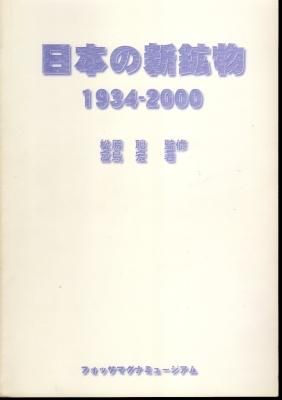 日本の新鉱物
1934-2000
松原 聰 監修
宮島 宏 著
フォッサマグナミュージアム